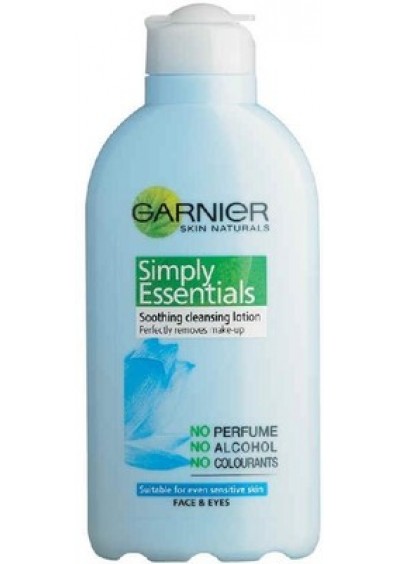 GARNIER
SKIN NATURALS
Simply
Essentials
Soothing cleansing lotion
Perfectly removes make-up
NO PERFUME
NO ALCOHOL
NO COLOURANTS
Suitable for even sensitive skin
FACE & EYES